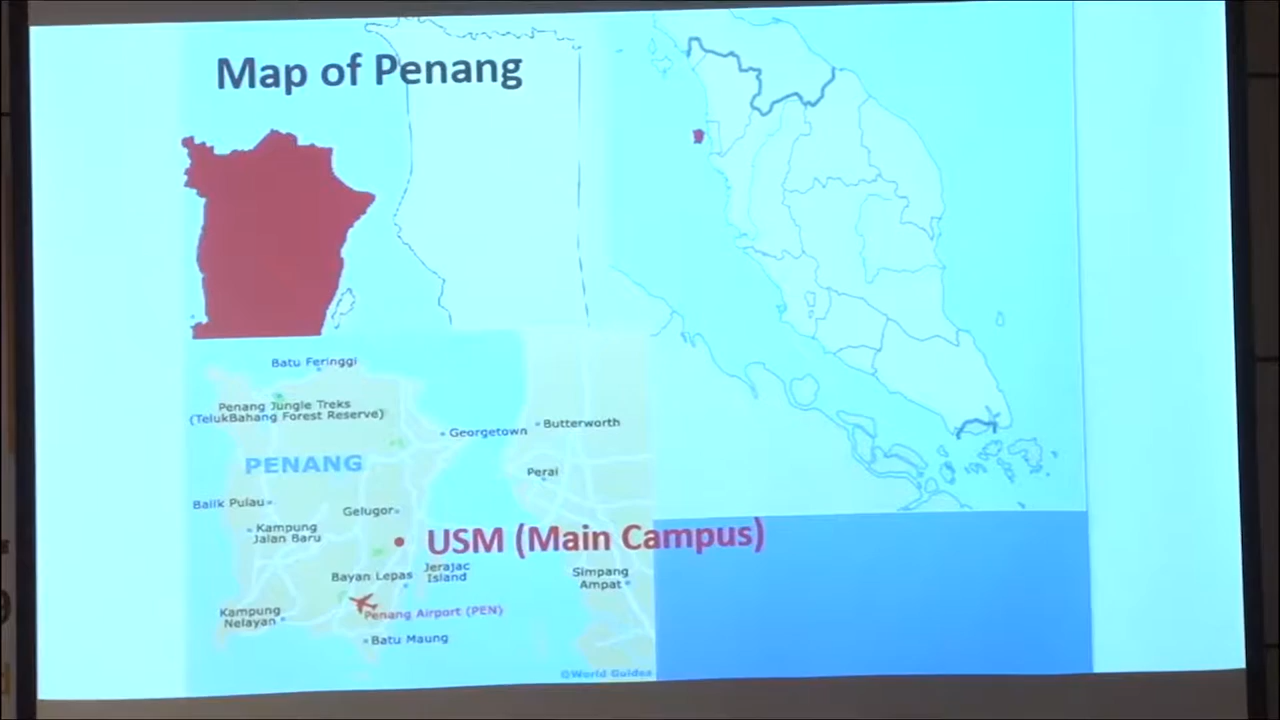 Map of Penang
Batu Feringgi
Penang Jungle Treks
(TelukBahang Forest Reserve)
Georgetown
Butterworth
PENANG
Perai
Balik Pulau
Gelugor
Kampung
Jalan Baru
• USM (Main Campus)
Bayan Lepas
Jerajac
Island
Simpang
Ampat
Kampung
Nelayan
Penang Airport (PEN)
Batu Maung
©World Guides